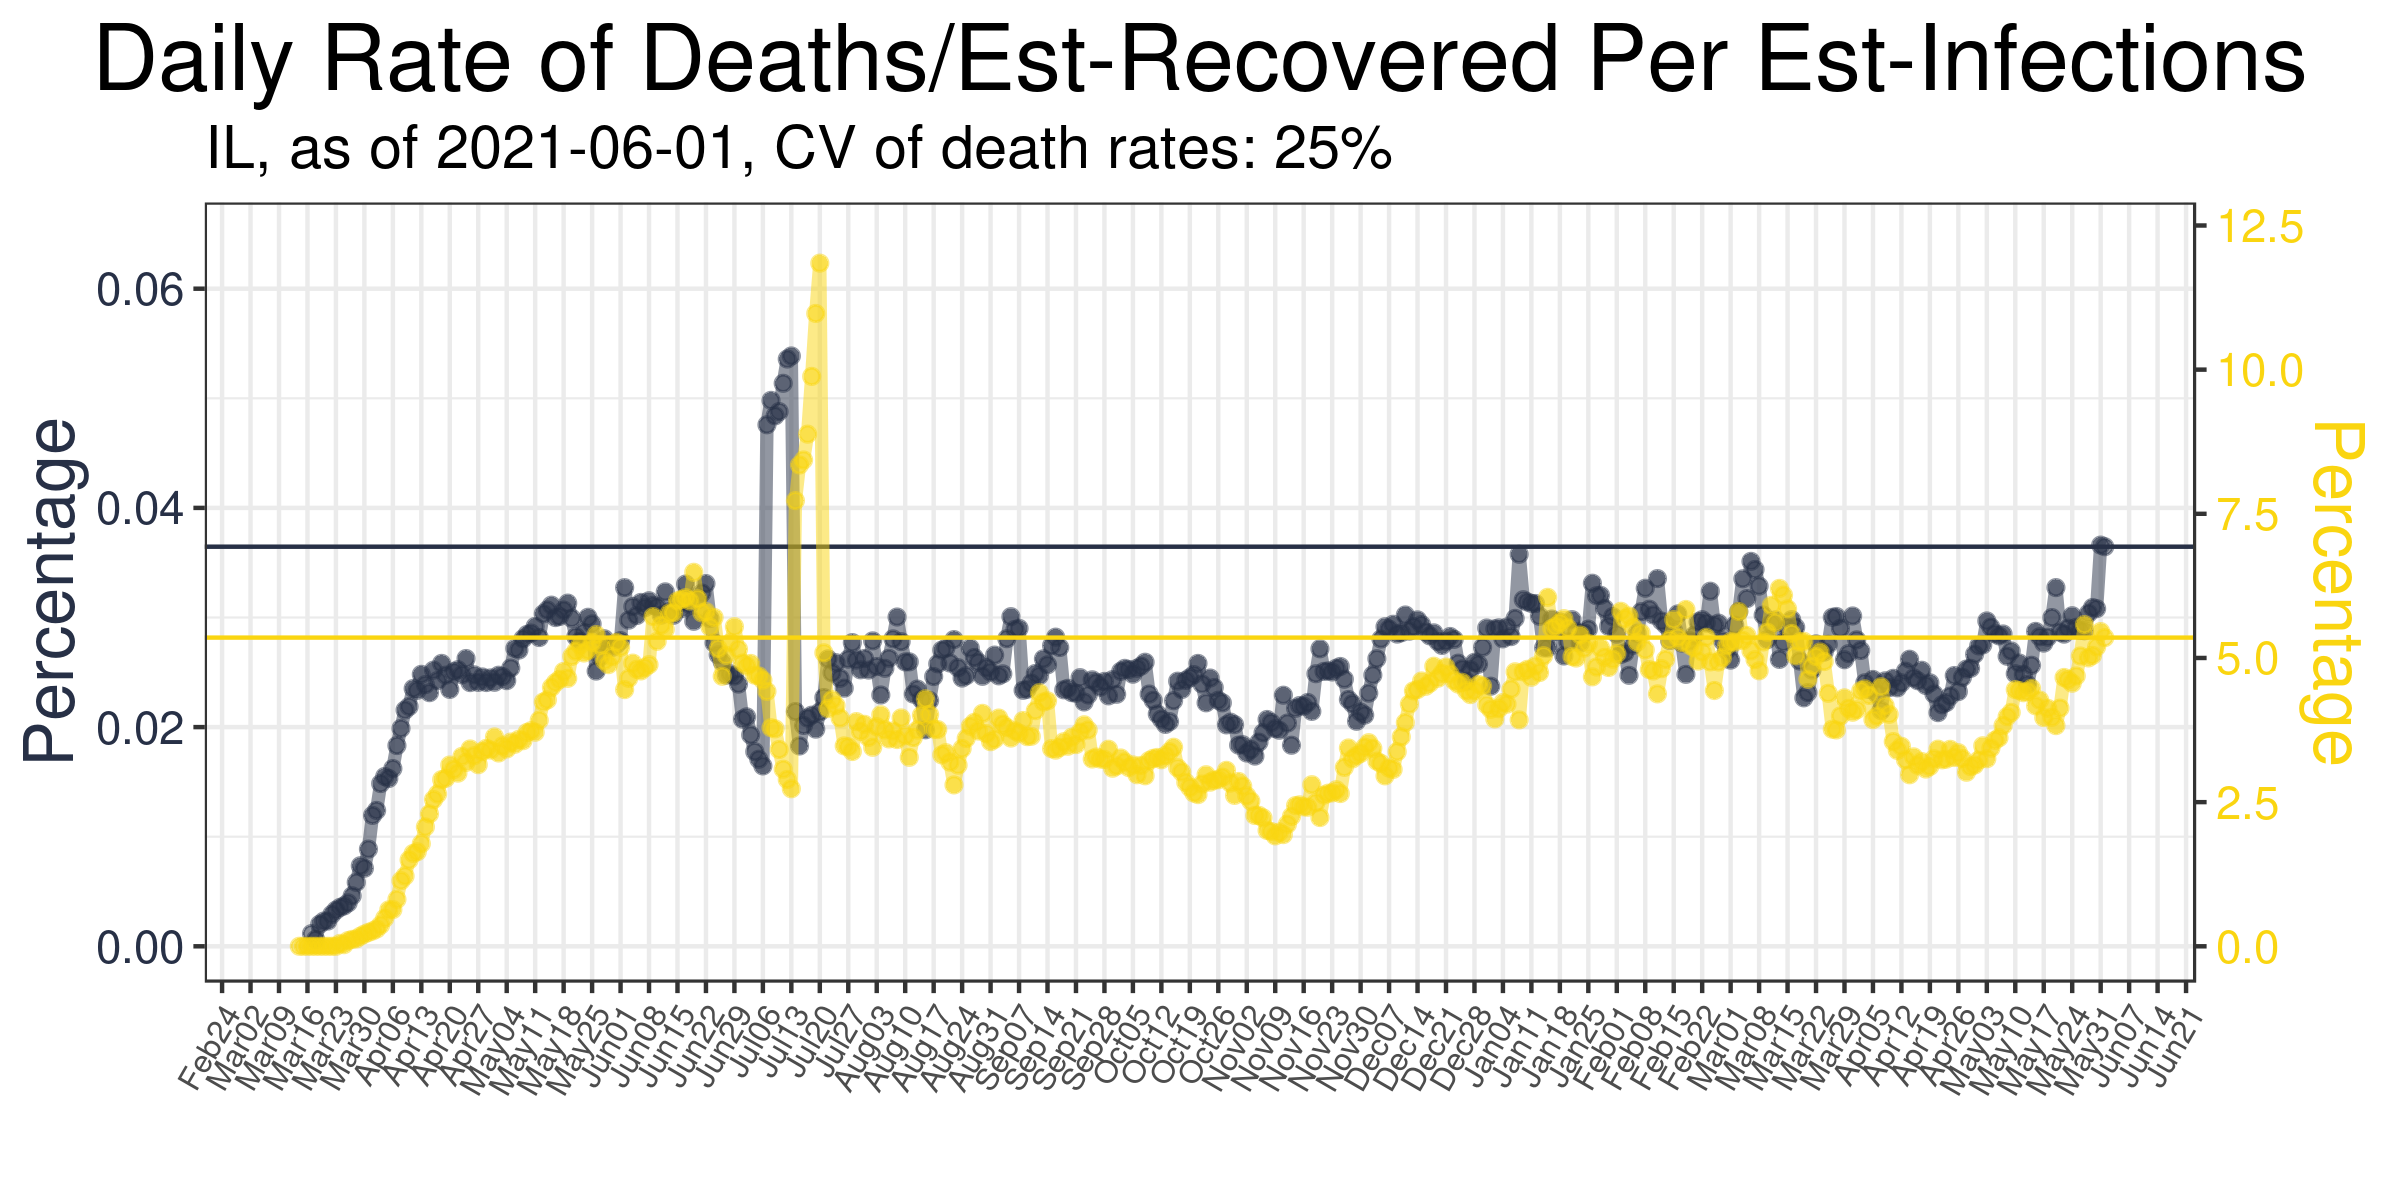 Daily Rate of Deaths/Est-Recovered Per Est-Infections
IL, as of 2021-06-01, CV of death rates: 25%
Percentage
0.06
0.04
0.02
0.00
12.5
10.0
7.5
5.0
2.5
0.0
Percentage
Feb24
Mar02
Mar09
Mar16
Mar23
Mar30
Apr06
Apr13
Apr20
Apr27
May04
May11
May18
May25
Jun01
Jun08
Jun15
Jun22
Jun29
Jul06
Jul13
Jul20
Jul27
Aug03
Aug10
Aug17
Aug24
Aug31
Sep07
Sep14
Sep21
Sep28
Oct05
Oct12
Oct19
Oct26
Nov02
Nov09
Nov16
Nov23
Nov30
Dec07
Dec14
Dec21
Dec28
Jan04
Jan11
Jan18
Jan25
Feb01
Feb08
Feb15
Feb22
Mar01
Mar08
Mar15
Mar22
Mar29
Apr05
Apr12
Apr19
Apr26
May03
May10
May17
May24
May31
Jun07
Jun14
Jun21